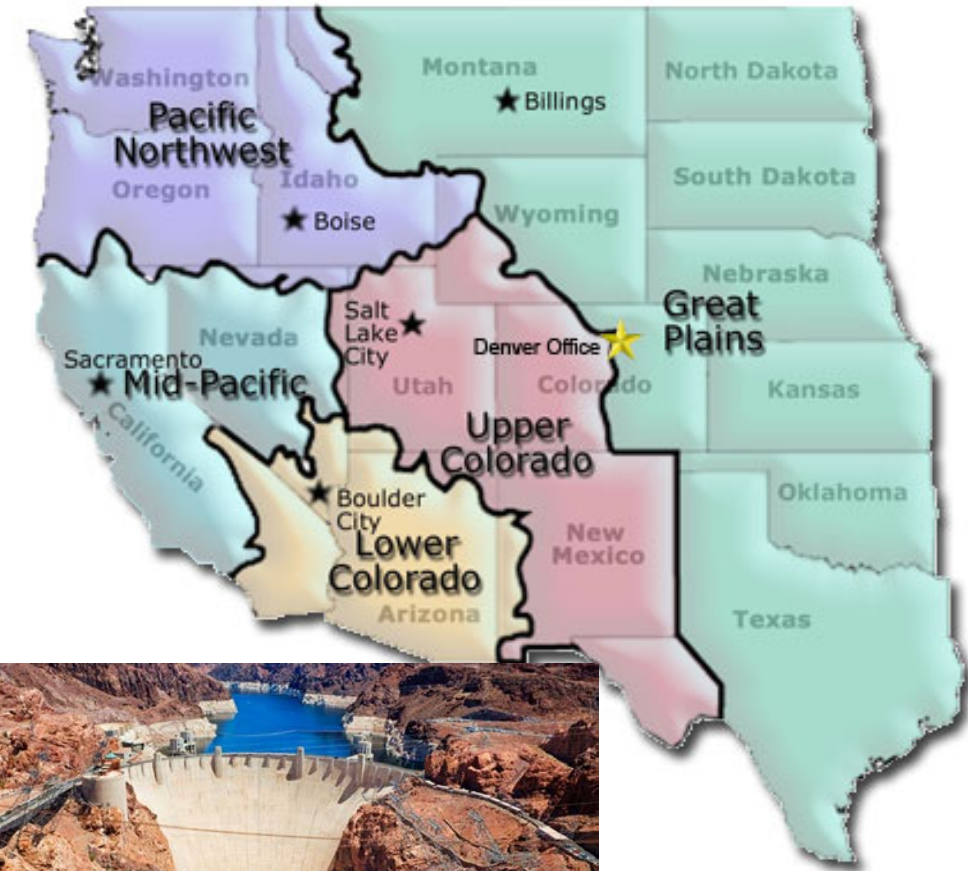 Washington
Montana
North Dakota
Billings
Pacific
Northwest
Oregon
Idaho
South Dakota
Boise
Wyoming
Nebraska
Great
Plains
Salt
Lake
City
Nevada
Denver Office
Sacramento
Mid-Pacific
Utah
Colorado
Kansas
California
Upper
Colorado
Boulder
City
Oklahoma
Lower
Colorado
New
Mexico
Arizona
Texas